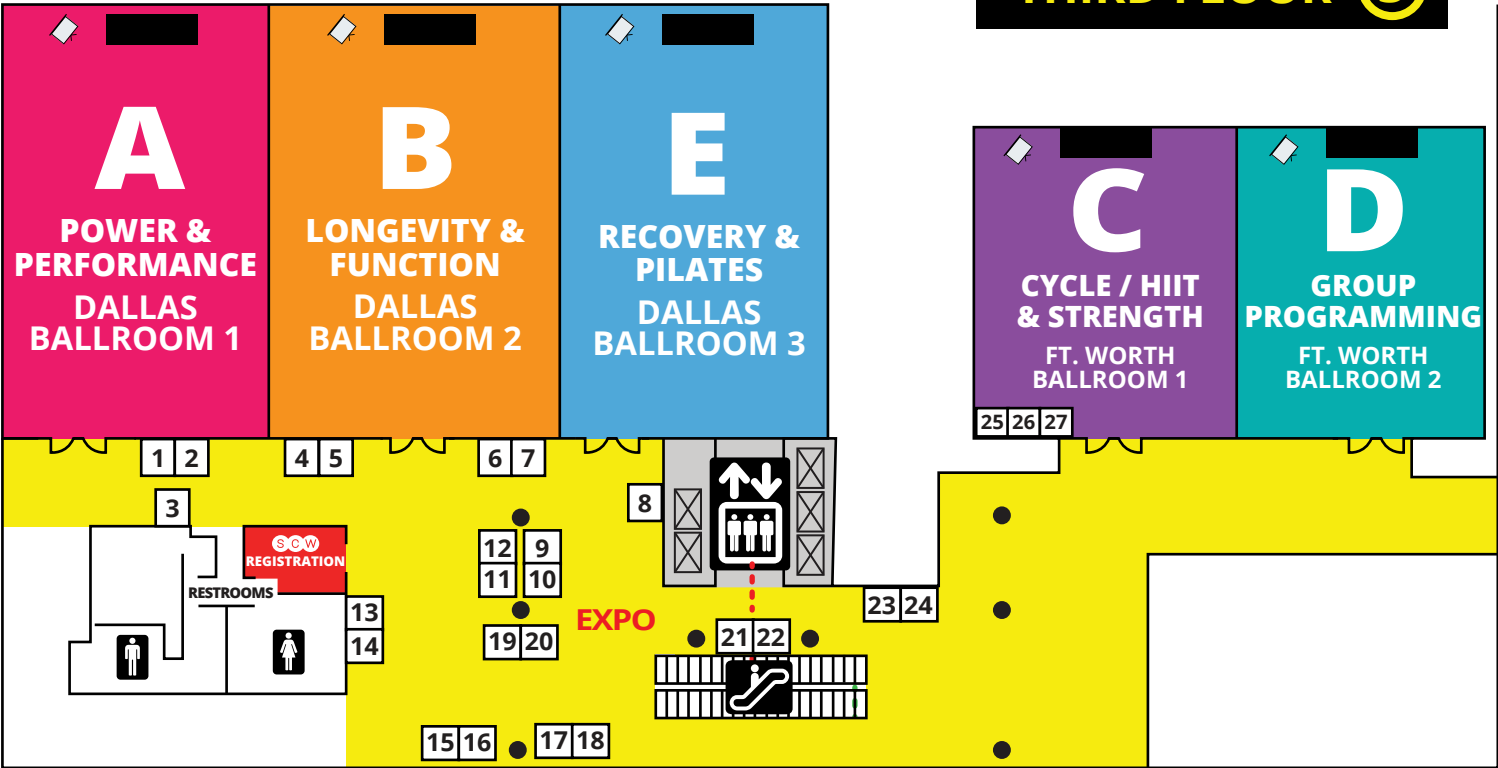 THIRD FLOOR 3
A
POWER &
PERFORMANCE
DALLAS
BALLROOM 1
B
LONGEVITY &
FUNCTION
DALLAS
BALLROOM 2
E
RECOVERY &
PILATES
DALLAS
BALLROOM 3
C
CYCLE / HIIT
& STRENGTH
FT. WORTH
BALLROOM 1
D
GROUP
PROGRAMMING
FT. WORTH
BALLROOM 2
25 26 27
1 2
4 5
6 7
3
8
SCW
REGISTRATION
RESTROOMS
12 9
11 10
13
14
EXPO
19 20
21 22
23 24
15 16
17 18